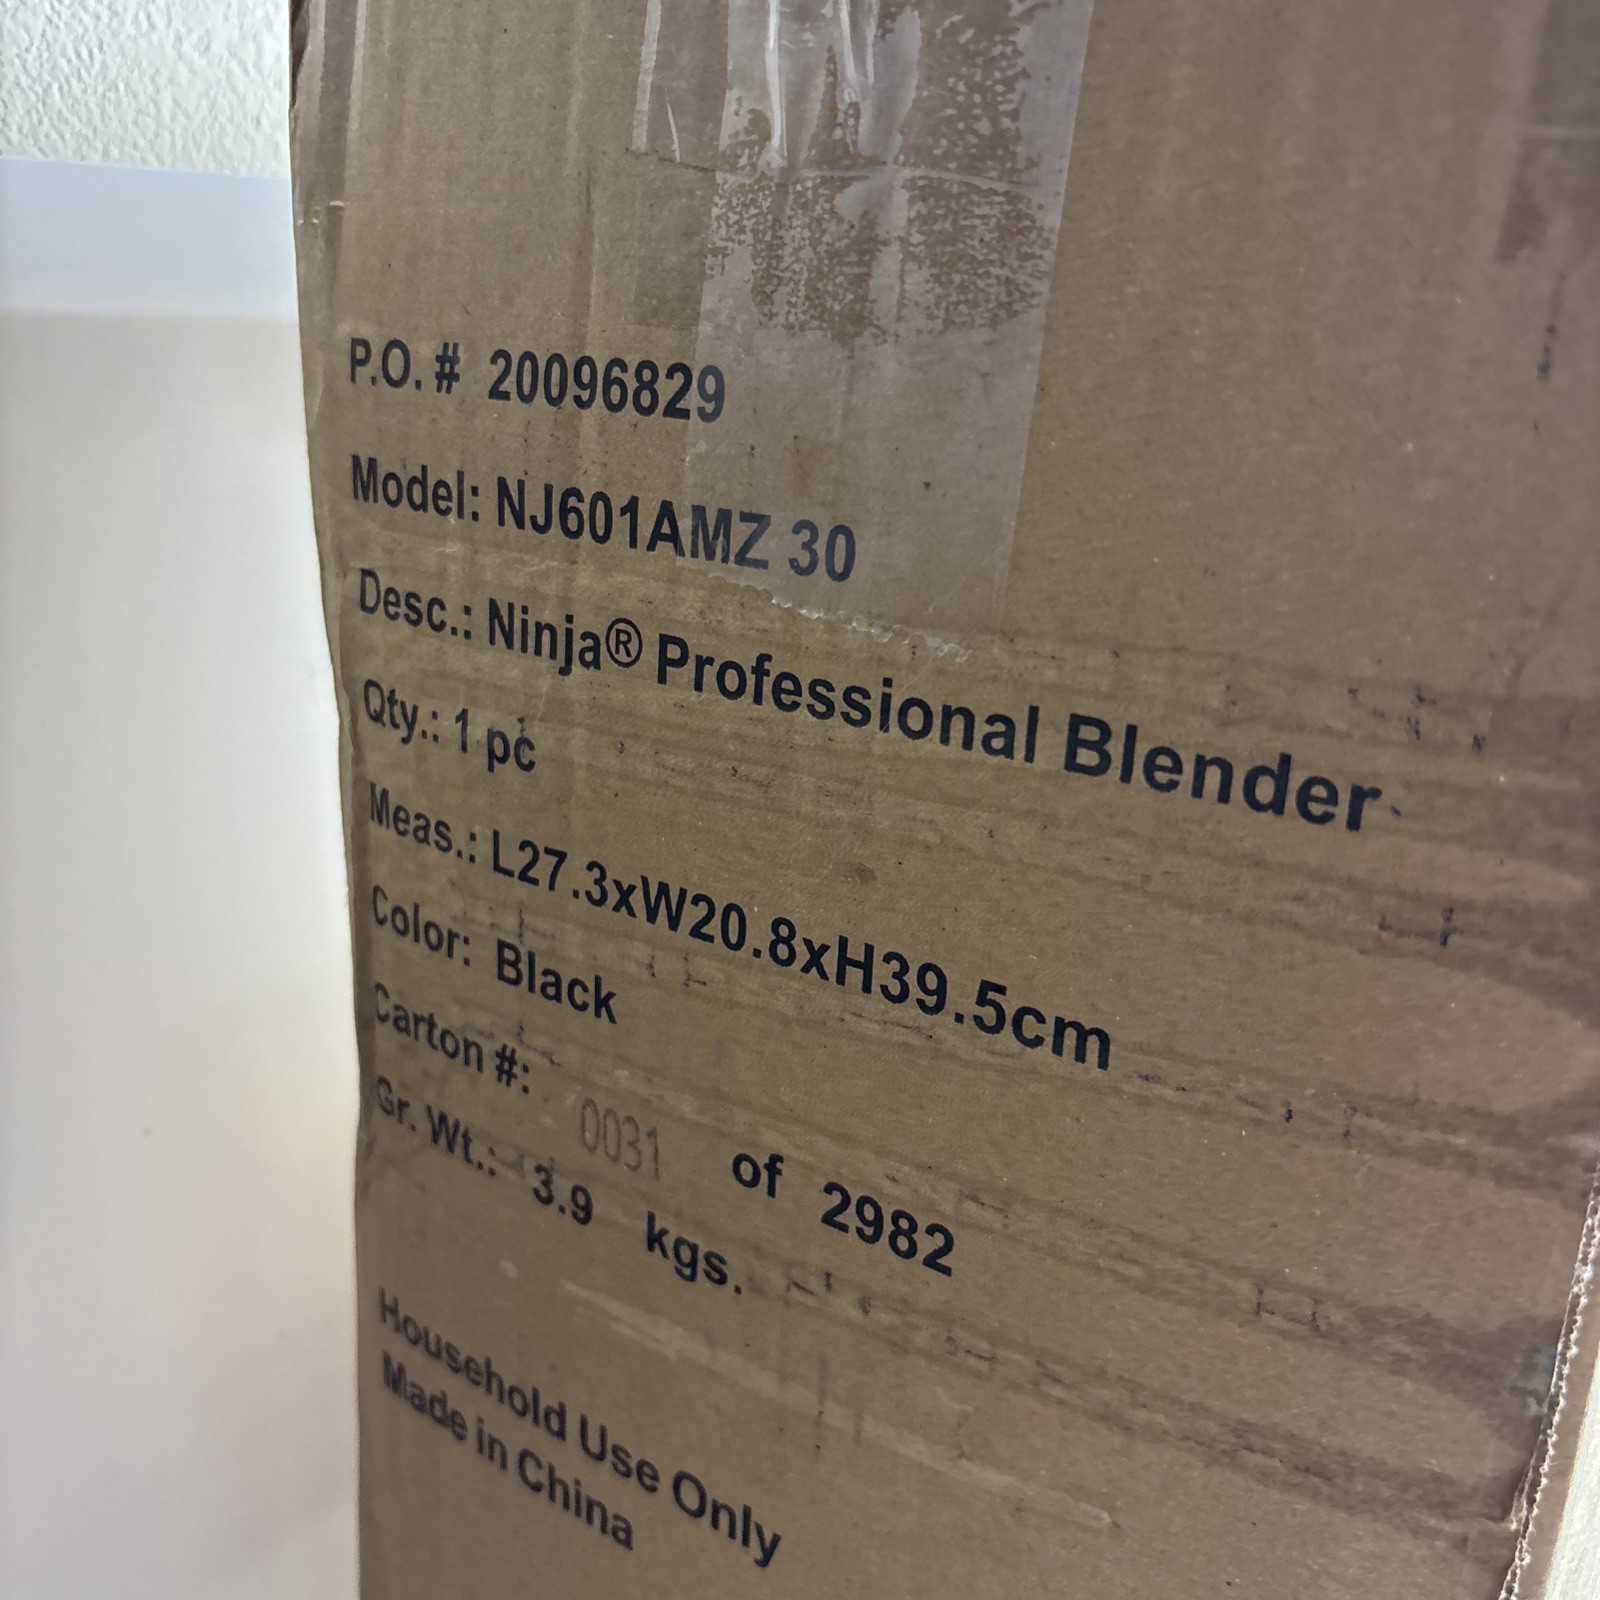 P.O. # 20096829
Model: NJ601AMZ 30
Desc.: Ninja® Professional Blender
Qty.: 1 pc
Meas.: L27.3xW20.8xH39.5cm
Color: Black
Carton #: 0031 of 2982
Gr. Wt.: 3.9 kgs.
Household Use Only
Made in China